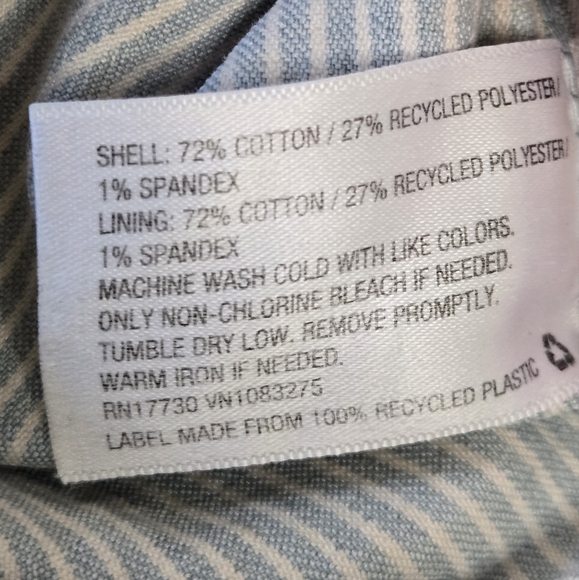 SHELL: 72% COTTON / 27% RECYCLED POLYESTER/
1% SPANDEX
LINING: 72% COTTON / 27% RECYCLED POLYESTER/
1% SPANDEX
MACHINE WASH COLD WITH LIKE COLORS.
ONLY NON-CHLORINE BLEACH IF NEEDED.
TUMBLE DRY LOW. REMOVE PROMPTLY.
WARM IRON IF NEEDED.
RN17730 VN1083275
LABEL MADE FROM 100% RECYCLED PLASTIC